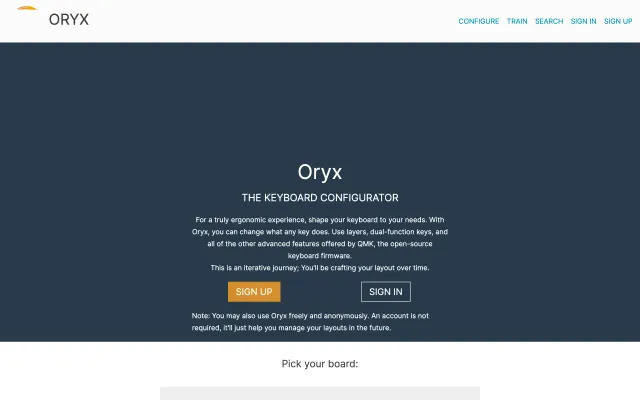 ORYX
CONFIGURE TRAIN SEARCH SIGN IN SIGN UP
Oryx
THE KEYBOARD CONFIGURATOR
For a truly ergonomic experience, shape your keyboard to your needs. With
Oryx, you can change what any key does. Use layers, dual-function keys, and
all of the other advanced features offered by QMK, the open-source
keyboard firmware.
This is an iterative journey; You'll be crafting your layout over time.
SIGN UP
SIGN IN
Note: You may also use Oryx freely and anonymously. An account is not
required, it'll just help you manage your layouts in the future.
Pick your board: